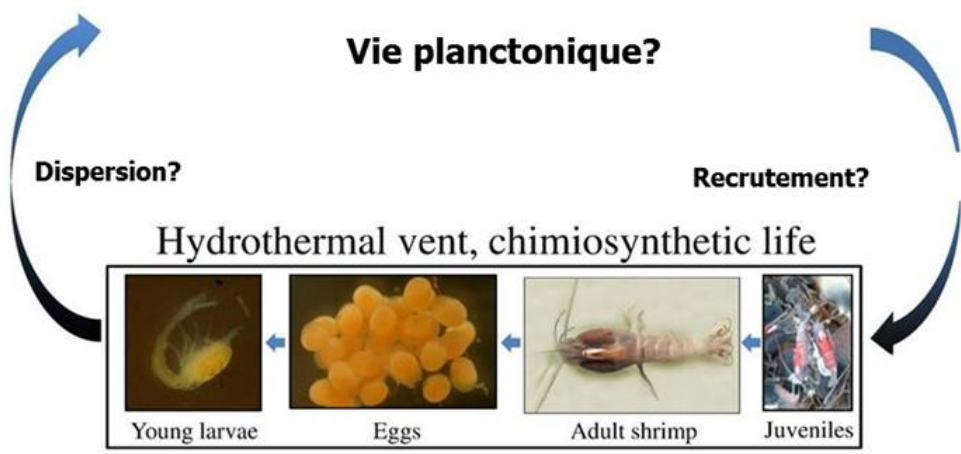 Vie planctonique?
Dispersion?
Recrutement?
Hydrothermal vent, chimiosynthetic life
Young larvae
Eggs
Adult shrimp
Juveniles